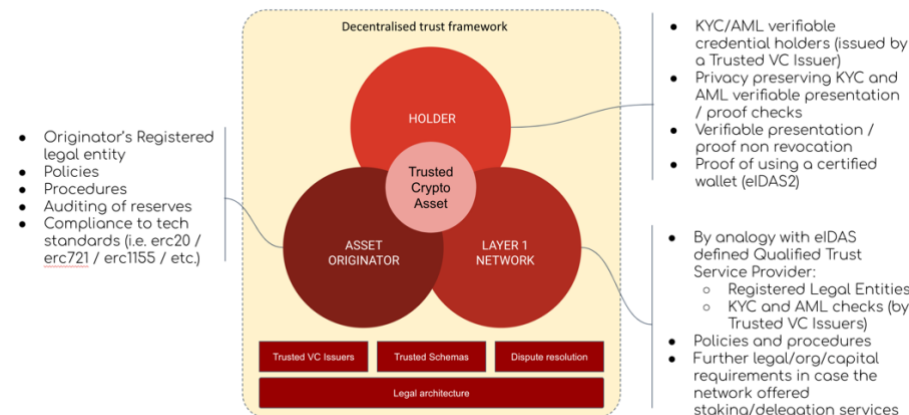 Decentralised trust framework
HOLDER
Trusted
Crypto
Asset
ASSET
ORIGINATOR
LAYER 1
NETWORK
Trusted VC Issuers
Trusted Schemas
Dispute resolution
Legal architecture
● Originator's Registered
legal entity
● Policies
● Procedures
● Auditing of reserves
● Compliance to tech
standards (i.e. erc20 /
erc721 / erc1155 / etc.)
● KYC/AML verifiable
credential holders (issued by
a Trusted VC Issuer)
● Privacy preserving KYC and
AML verifiable presentation
/ proof checks
● Verifiable presentation /
proof non revocation
● Proof of using a certified
wallet (eIDAS2)
● By analogy with eIDAS
defined Qualified Trust
Service Provider:
○ Registered Legal Entities
○ KYC and AML checks (by
Trusted VC Issuers)
● Policies and procedures
● Further legal/org/capital
requirements in case the
network offered
staking/delegation services